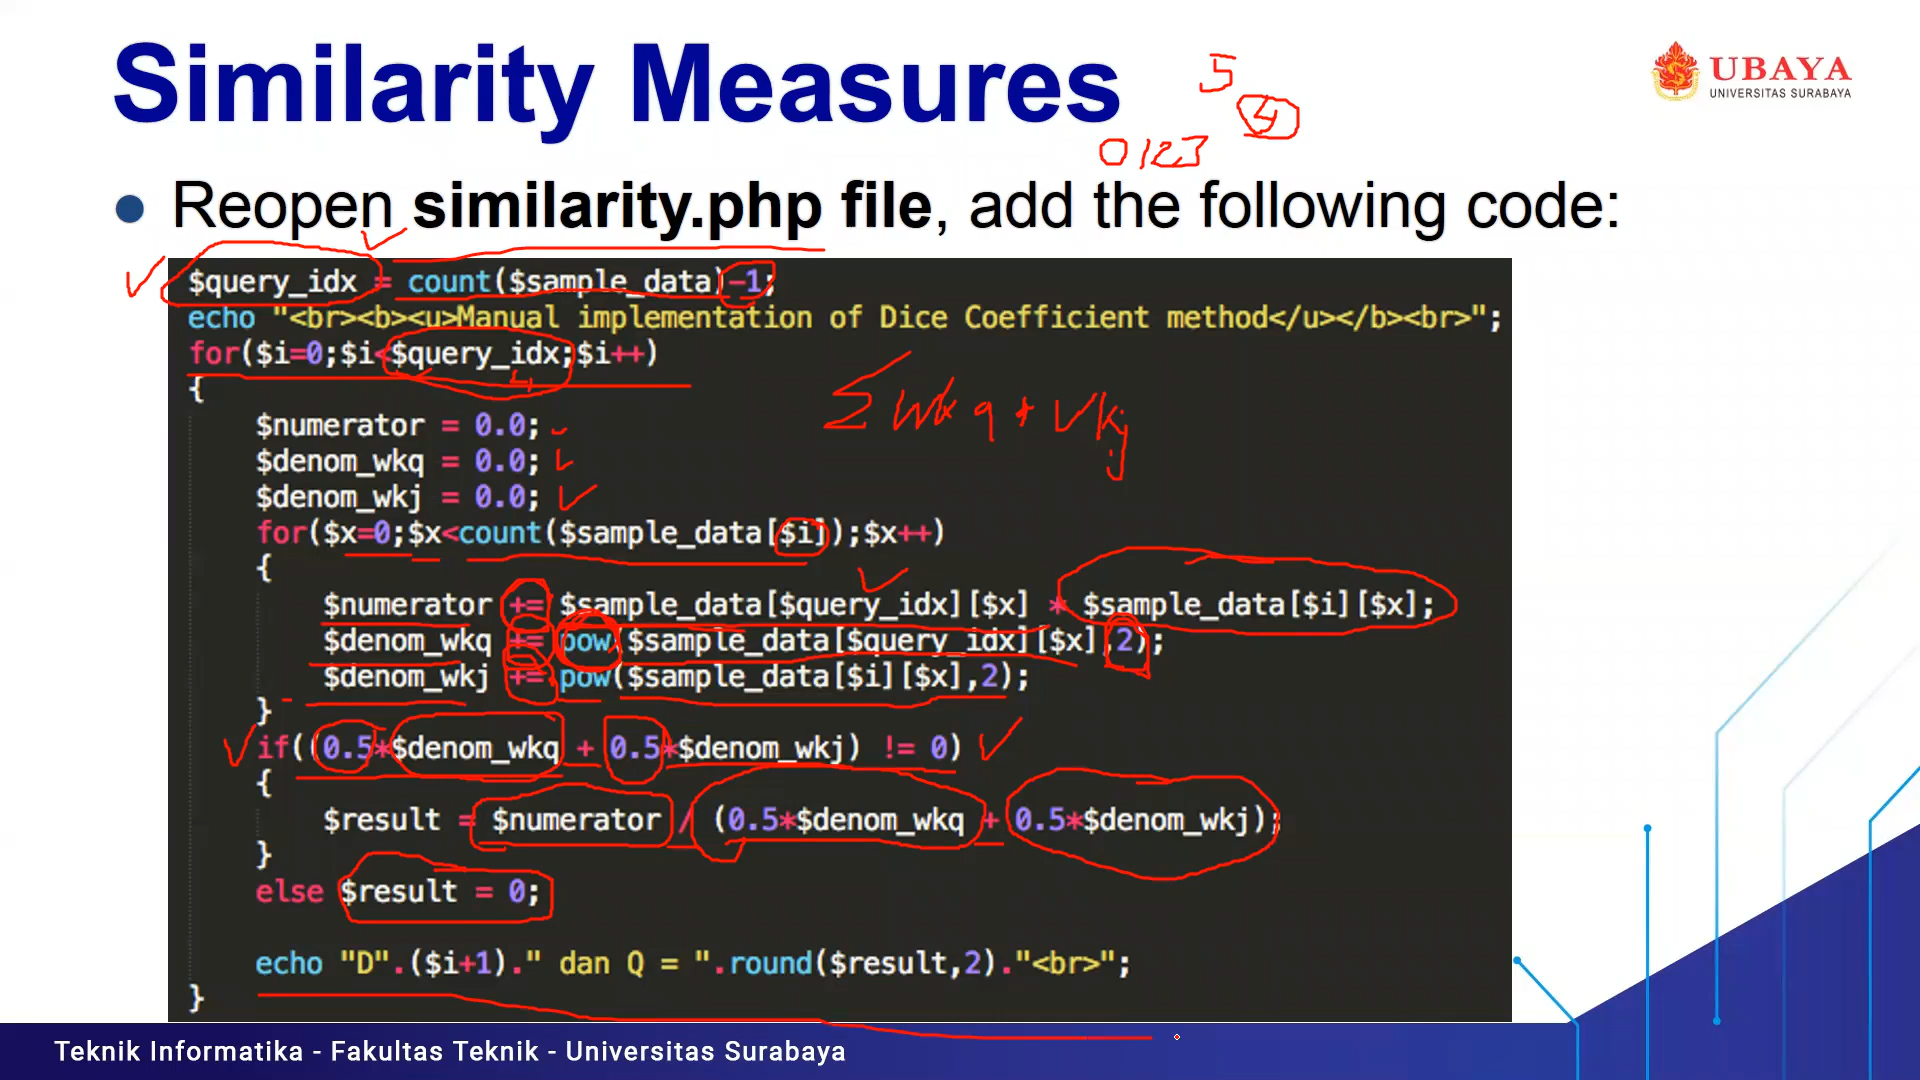 Similarity Measures
5
4
0123
UBAYA
UNIVERSITAS SURABAYA
Reopen similarity.php file, add the following code:
$query_idx = count($sample_data)-1;
echo "<br><b><u>Manual implementation of Dice Coefficient method</u></b><br>";
for($i=0;$i<$query_idx;$i++)
4
{
$numerator = 0.0;
$denom_wkq = 0.0;
$denom_wkj = 0.0;
Σ wkq * wkj
for($x=0;$x<count($sample_data[$i]);$x++)
{
$numerator += $sample_data[$query_idx][$x] * $sample_data[$i][$x];
$denom_wkq += pow($sample_data[$query_idx][$x],2);
$denom_wkj += pow($sample_data[$i][$x],2);
}
if((0.5*$denom_wkq + 0.5*$denom_wkj) != 0)
{
$result = $numerator / (0.5*$denom_wkq + 0.5*$denom_wkj);
}
else $result = 0;
echo "D".($i+1)." dan Q = ".round($result,2)."<br>";
}
Teknik Informatika - Fakultas Teknik - Universitas Surabaya